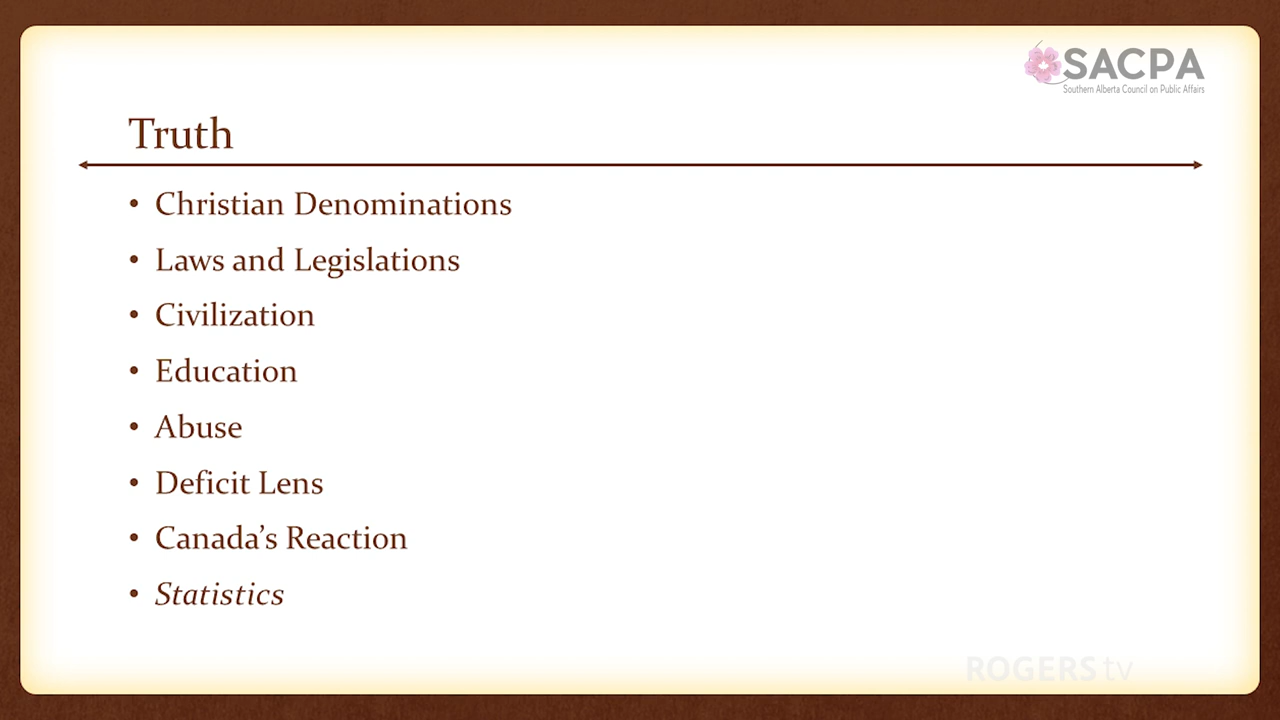 SACPA
Southern Alberta Council on Public Affairs
Truth
• Christian Denominations
• Laws and Legislations
• Civilization
• Education
• Abuse
• Deficit Lens
• Canada’s Reaction
• Statistics
ROGERS tv